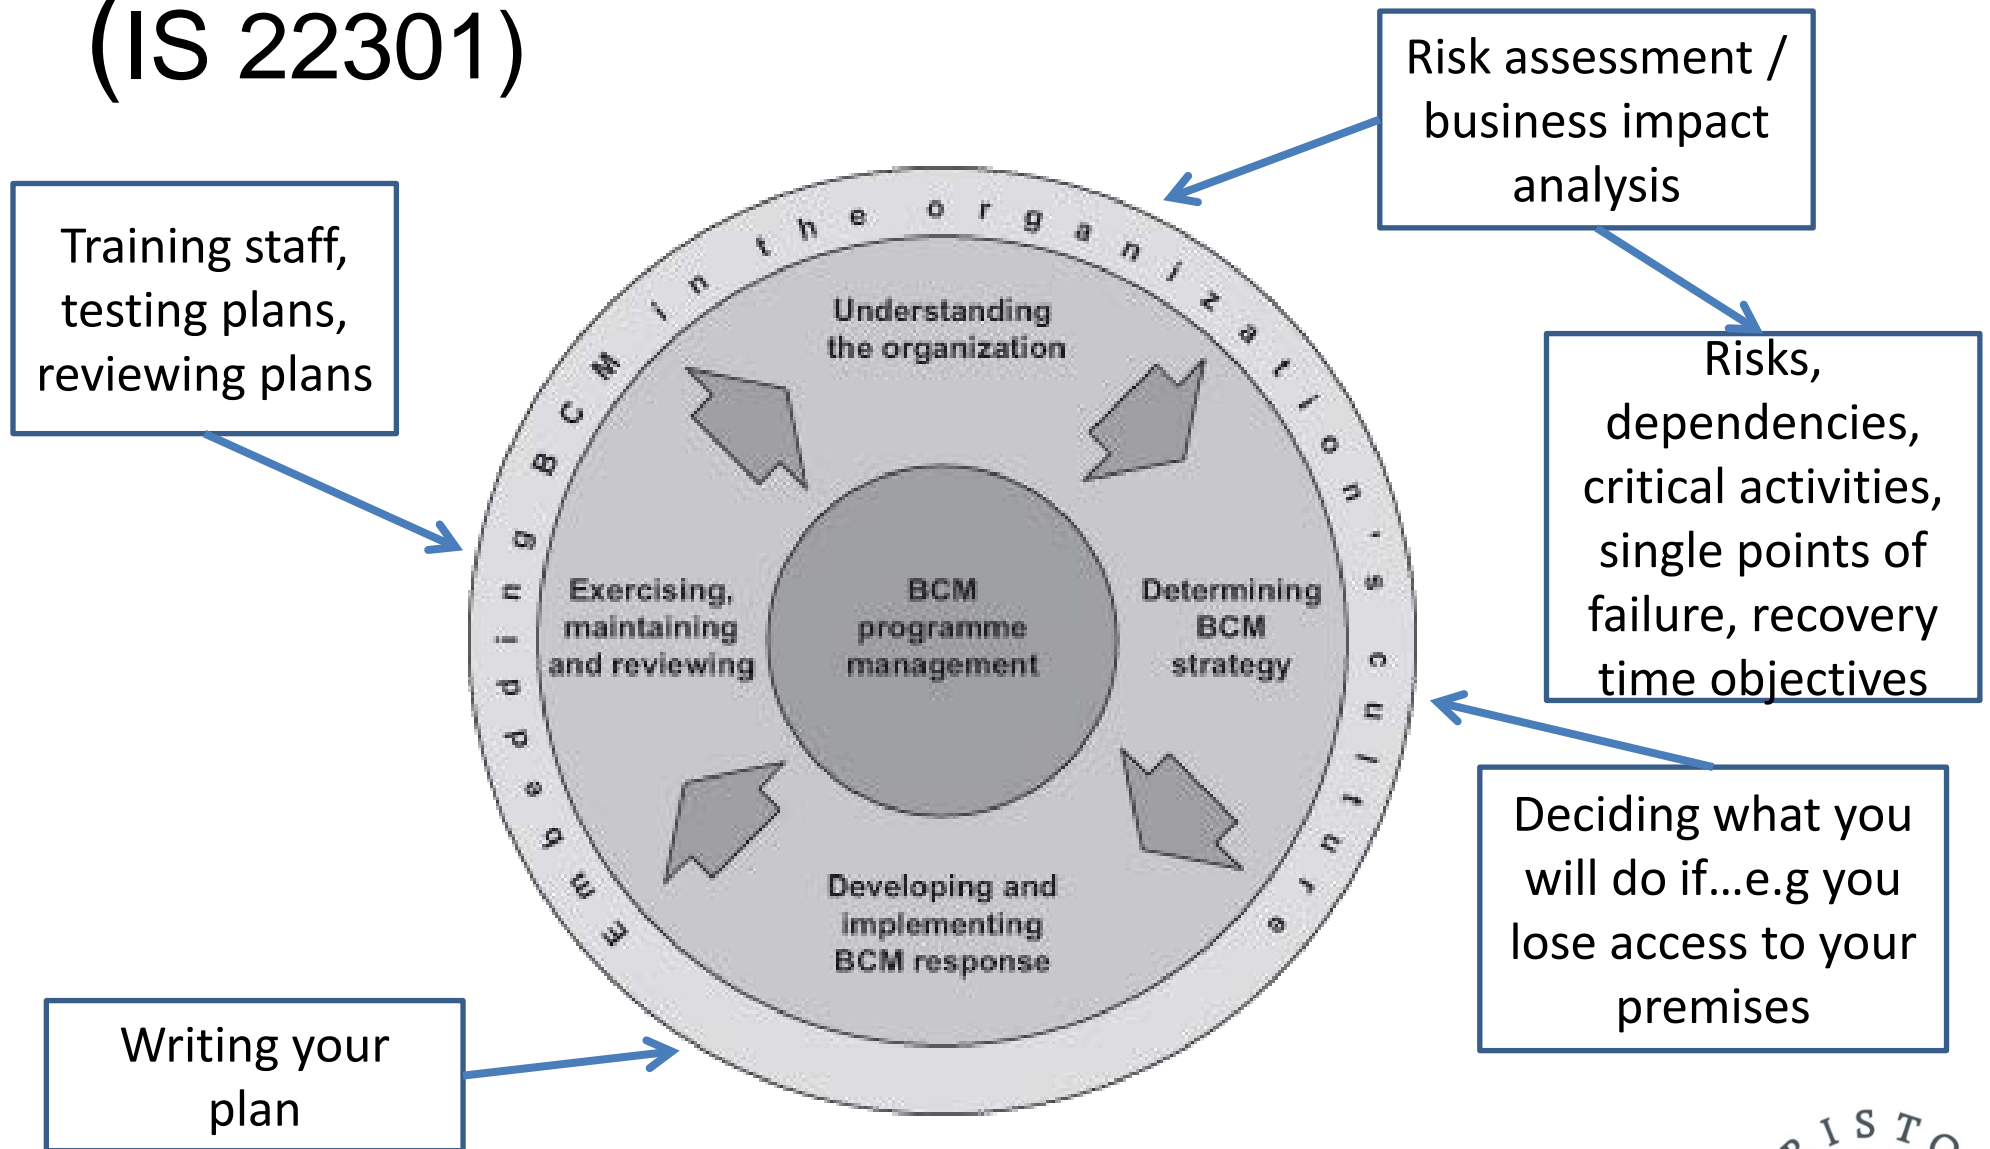 (IS 22301)
Risk assessment /
business impact
analysis
Training staff,
testing plans,
reviewing plans
Embedding BCM in the organization's culture
Understanding
the organization
Risks,
dependencies,
critical activities,
single points of
failure, recovery
time objectives
Exercising,
maintaining
and reviewing
BCM
programme
management
Determining
BCM
strategy
Deciding what you
will do if…e.g you
lose access to your
premises
Developing and
implementing
BCM response
Writing your
plan